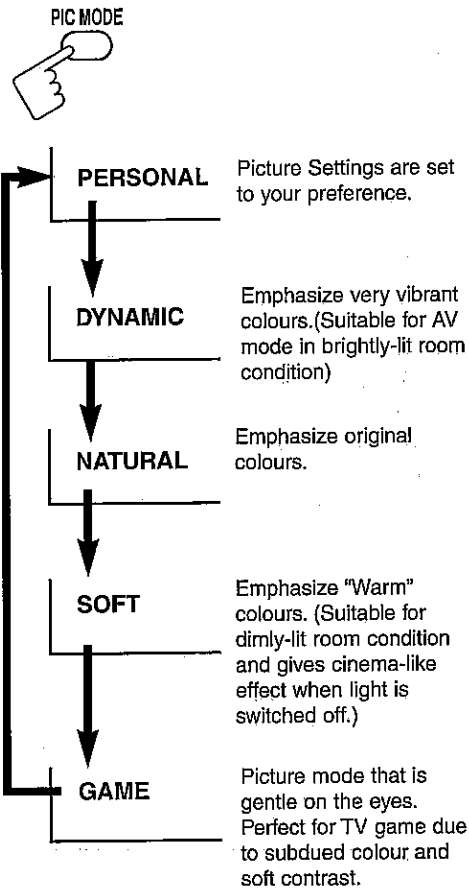 PIC MODE
PERSONAL
Picture Settings are set
to your preference.
DYNAMIC
Emphasize very vibrant
colours.(Suitable for AV
mode in brightly-lit room
condition)
NATURAL
Emphasize original
colours.
SOFT
Emphasize "Warm"
colours. (Suitable for
dimly-lit room condition
and gives cinema-like
effect when light is
switched off.)
GAME
Picture mode that is
gentle on the eyes.
Perfect for TV game due
to subdued colour and
soft contrast.